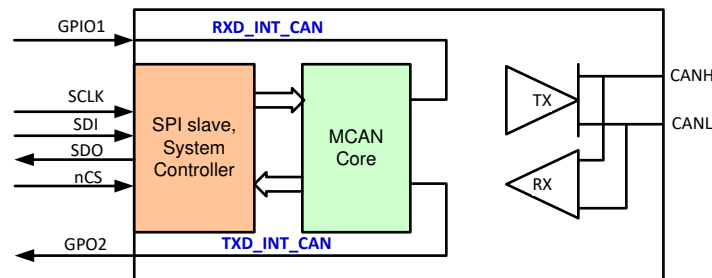 GPIO1
RXD_INT_CAN
SCLK
SDI
SDO
nCS
SPI slave,
System
Controller
MCAN
Core
TX
RX
CANH
CANL
GPO2
TXD_INT_CAN